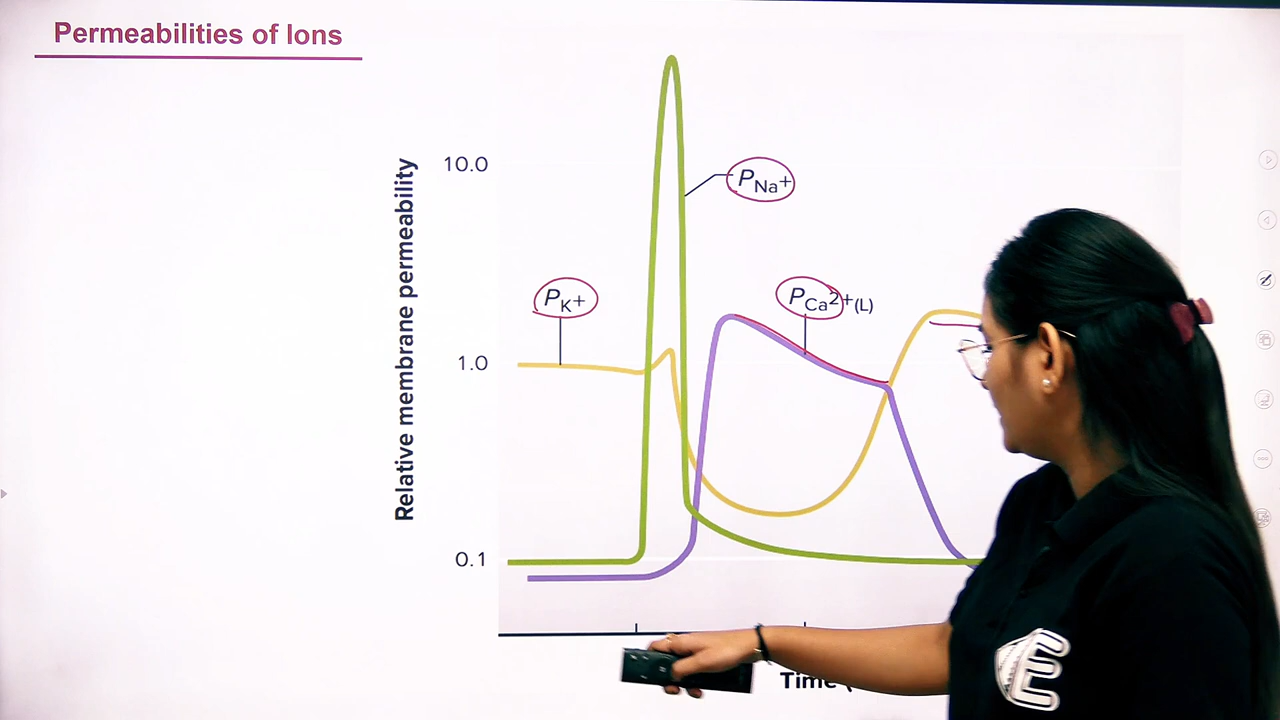 Permeabilities of Ions
Relative membrane permeability
10.0
1.0
0.1
PNa+
PK+
PCa2+(L)
Time (
E